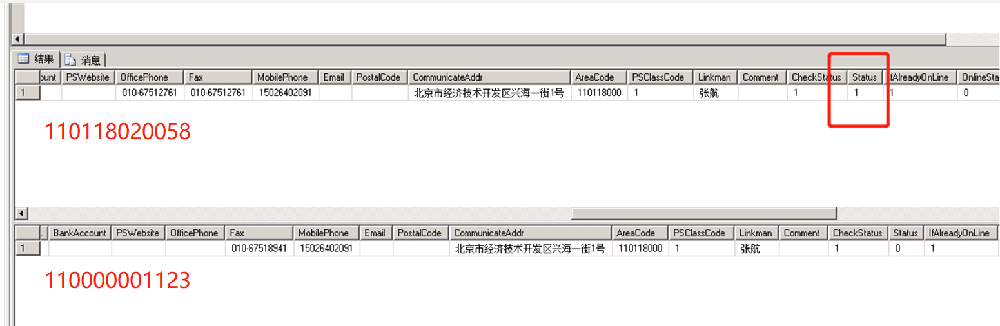 结果 消息
ount PSWebsite OfficePhone Fax MobilePhone Email PostalCode CommunicateAddr AreaCode PSClassCode Linkman Comment CheckStatus Status IfAlreadyOnLine OnlineSta
1 010-67512761 010-67512761 15026402091 北京市经济技术开发区兴海一街1号 110118000 1 张航 1 1 1 0
110118020058
. BankAccount PSWebsite OfficePhone Fax MobilePhone Email PostalCode CommunicateAddr AreaCode PSClassCode Linkman Comment CheckStatus Status IfAlreadyOnLine
1 010-67518941 15026402091 北京市经济技术开发区兴海一街1号 110118000 1 张航 1 0 1
110000001123